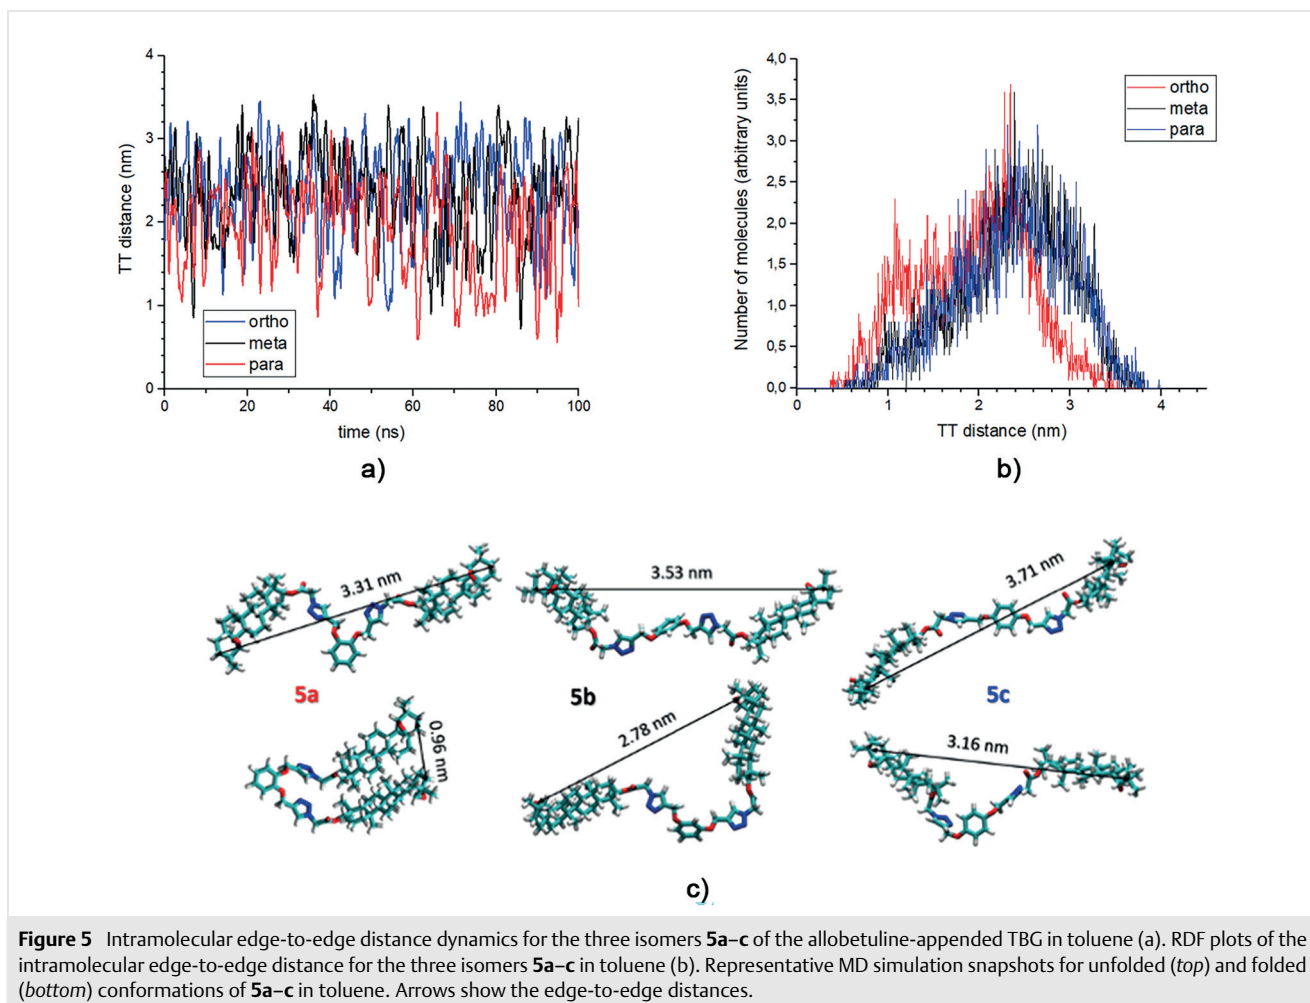 4
3
2
1
0
TT distance (nm)
ortho
meta
para
0 20 40 60 80 100
time (ns)
a)
4,0
3,5
3,0
2,5
2,0
1,5
1,0
0,5
0,0
Number of molecules (arbitrary units)
ortho
meta
para
0 1 2 3 4
TT distance (nm)
b)
3.31 nm
3.53 nm
3.71 nm
5a
5b
5c
0.96 nm
2.78 nm
3.16 nm
c)
Figure 5 Intramolecular edge-to-edge distance dynamics for the three isomers 5a–c of the allobetuline-appended TBG in toluene (a). RDF plots of the
intramolecular edge-to-edge distance for the three isomers 5a–c in toluene (b). Representative MD simulation snapshots for unfolded (top) and folded
(bottom) conformations of 5a–c in toluene. Arrows show the edge-to-edge distances.